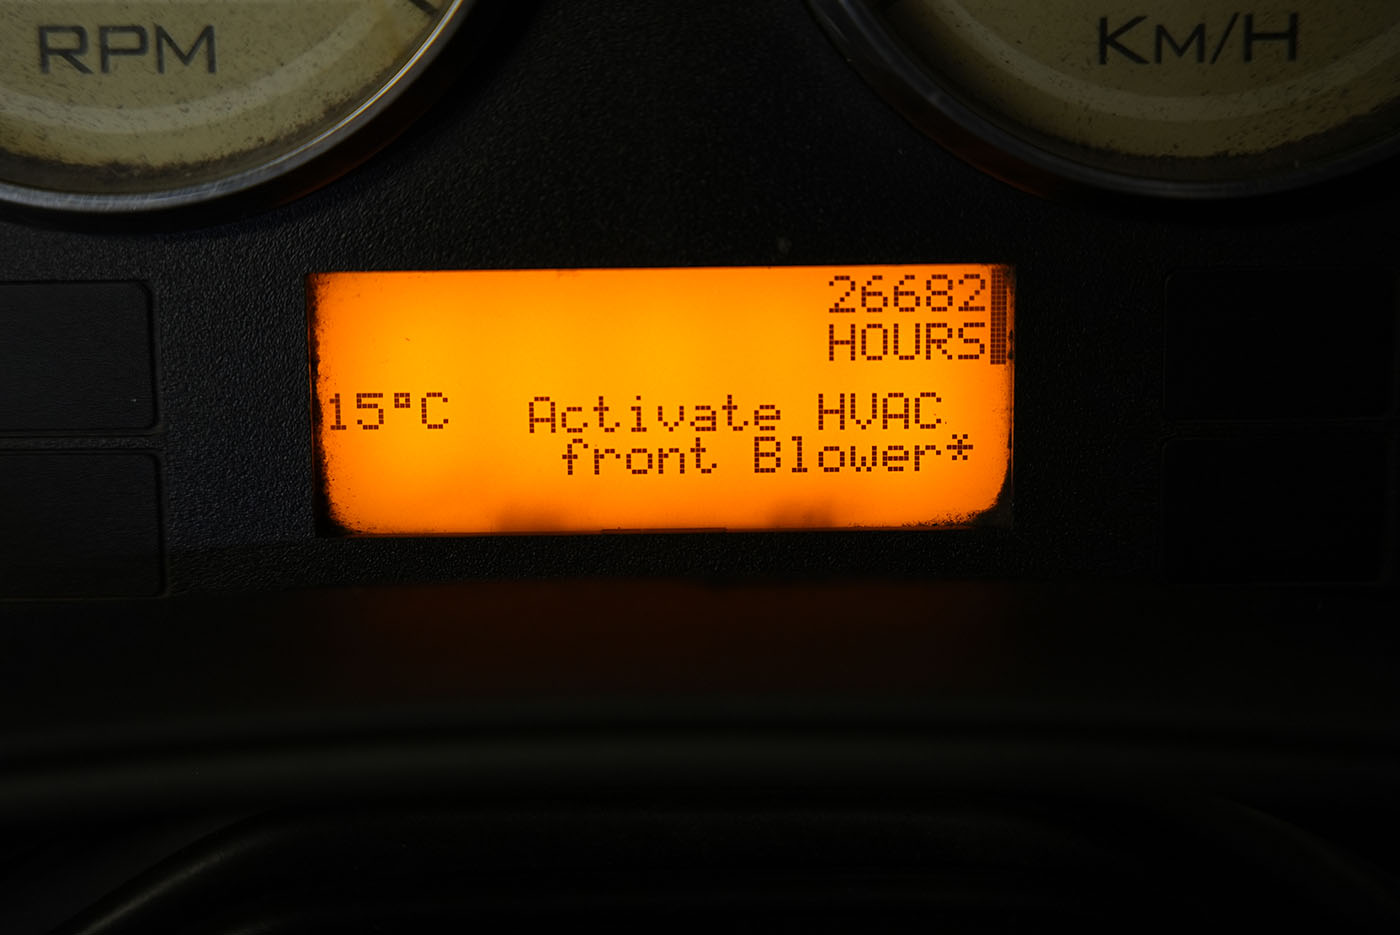 RPM
KM/H
26682
HOURS
15°C Activate HVAC
front Blower*